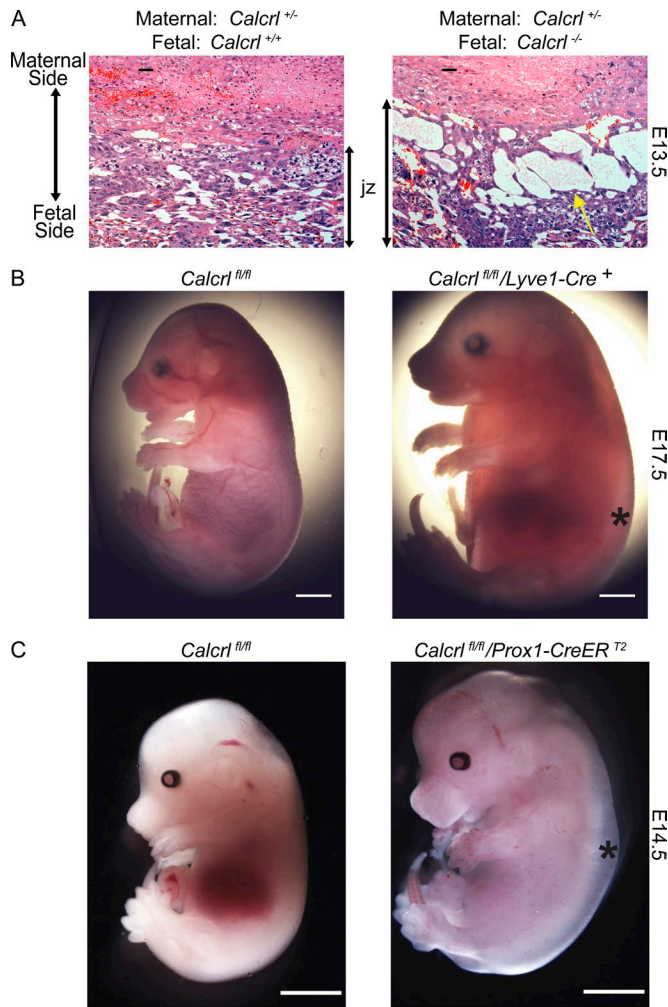 A
Maternal: Calcrl +/-
Fetal: Calcrl +/+
Maternal: Calcrl +/-
Fetal: Calcrl -/-
Maternal
Side
Fetal
Side
jz
E13.5
B
Calcrl fl/fl
Calcrl fl/fl/Lyve1-Cre +
*
E17.5
C
Calcrl fl/fl
Calcrl fl/fl/Prox1-CreER T2
*
E14.5